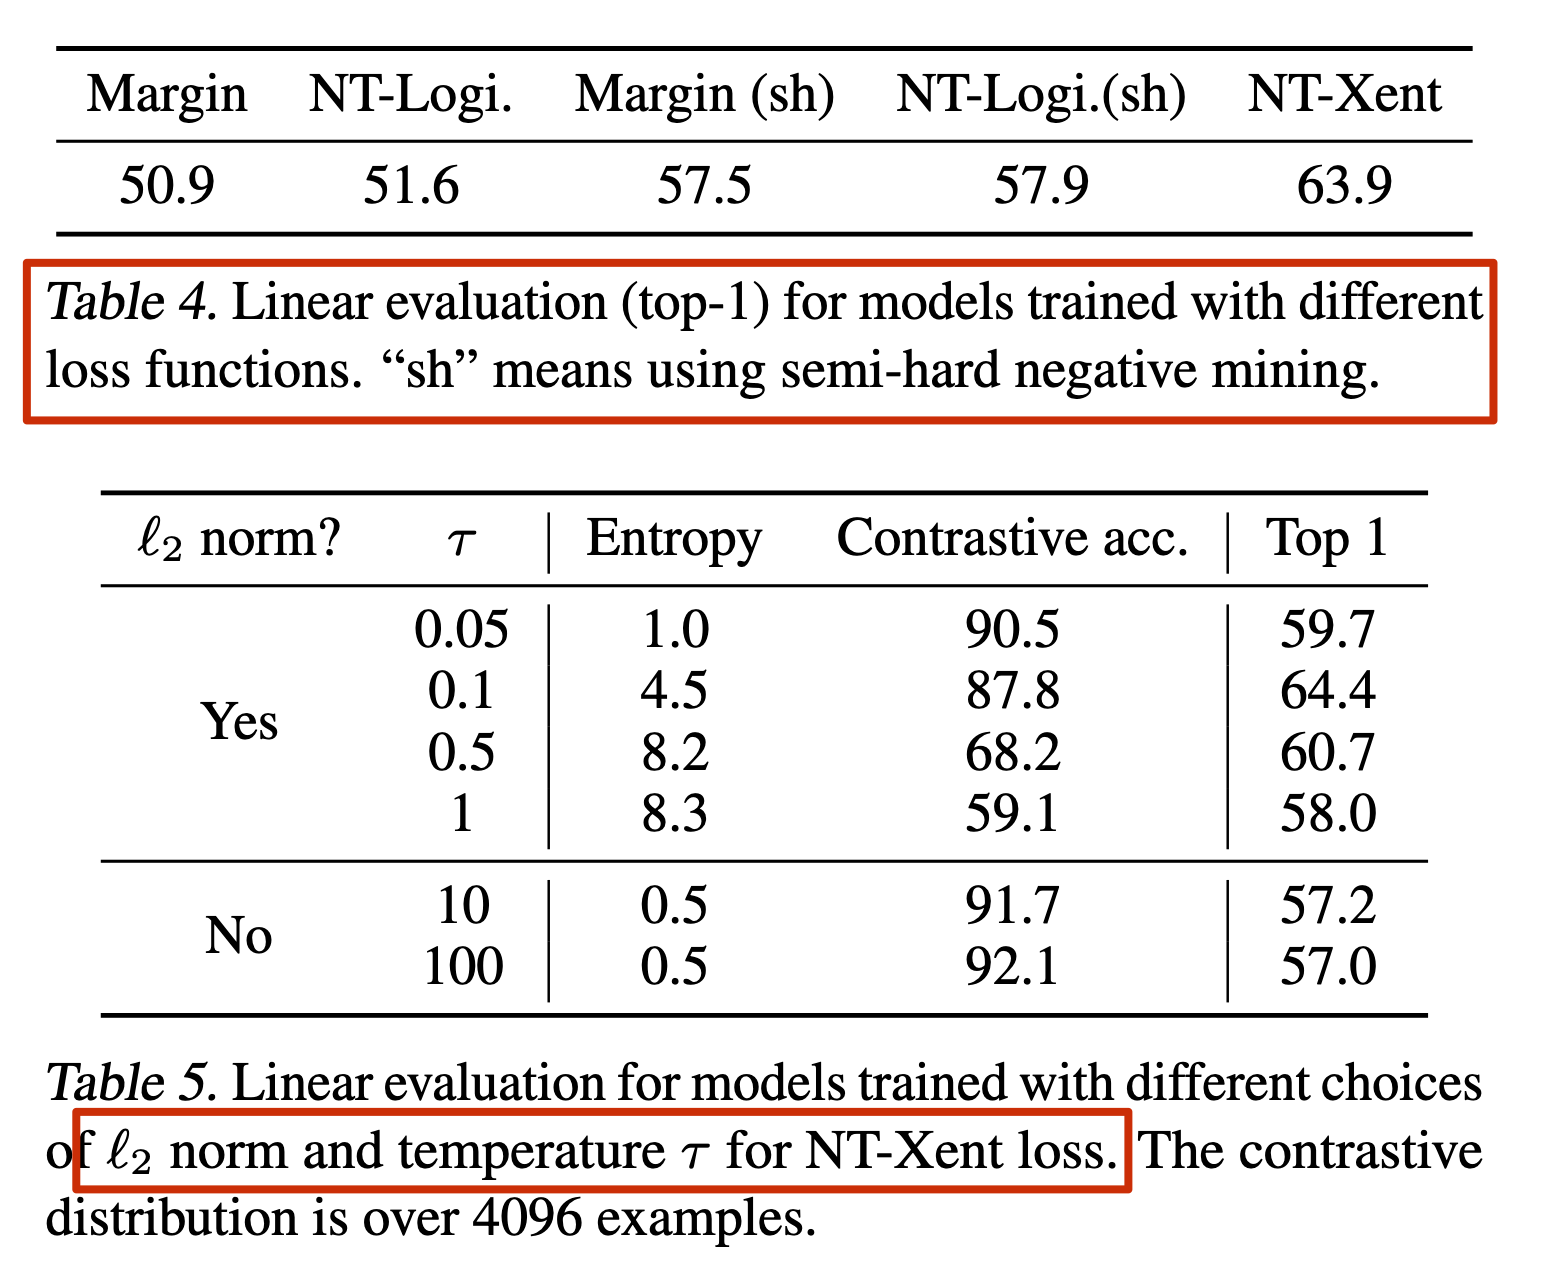 Margin NT-Logi. Margin (sh) NT-Logi.(sh) NT-Xent
50.9 51.6 57.5 57.9 63.9
Table 4. Linear evaluation (top-1) for models trained with different
loss functions. “sh” means using semi-hard negative mining.
ℓ2 norm? τ Entropy Contrastive acc. Top 1
0.05 1.0 90.5 59.7
0.1 4.5 87.8 64.4
Yes
0.5 8.2 68.2 60.7
1 8.3 59.1 58.0
10 0.5 91.7 57.2
No
100 0.5 92.1 57.0
Table 5. Linear evaluation for models trained with different choices
of ℓ2 norm and temperature τ for NT-Xent loss. The contrastive
distribution is over 4096 examples.